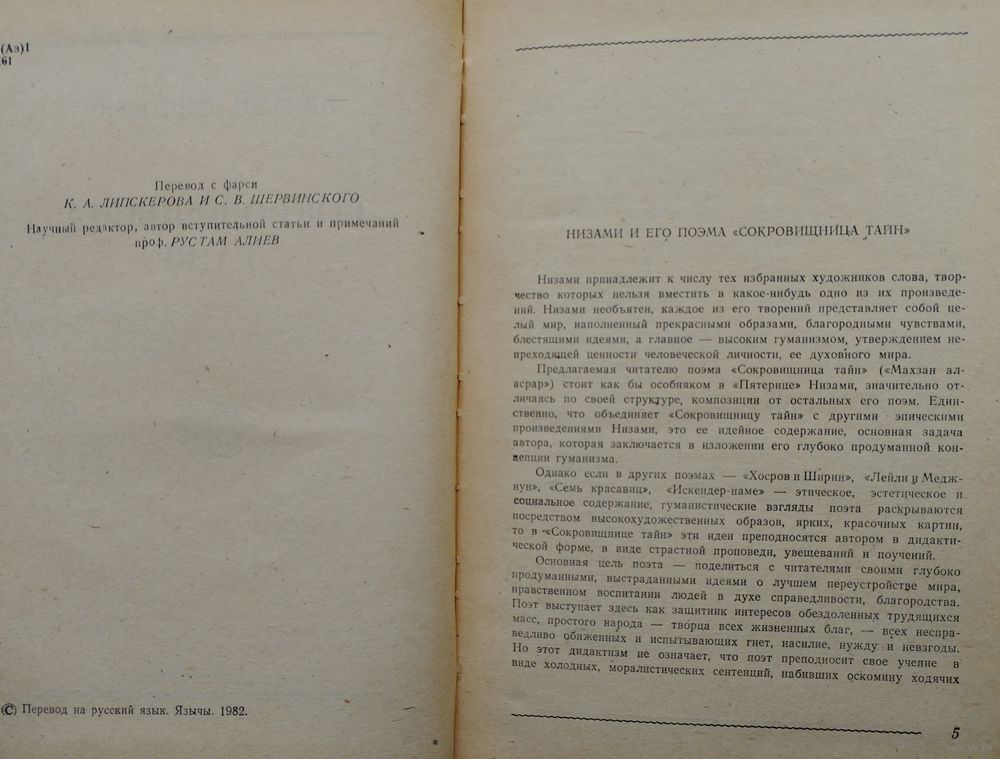 (Аз)1
61
Перевод с фарси
К. А. ЛИПСКЕРОВА И С. В. ШЕРВИНСКОГО
Научный редактор, автор вступительной статьи и примечаний
проф. РУСТАМ АЛИЕВ
© Перевод на русский язык. Язычы. 1982.
НИЗАМИ И ЕГО ПОЭМА «СОКРОВИЩНИЦА ТАЙН»
Низами принадлежит к числу тех избранных художников слова, твор-
чество которых нельзя вместить в какое-нибудь одно из их произведе-
ний. Низами необъятен, каждое из его творений представляет собой це-
лый мир, наполненный прекрасными образами, благородными чувствами,
блестящими идеями, а главное — высоким гуманизмом, утверждением не-
преходящей ценности человеческой личности, ее духовного мира.
Предлагаемая читателю поэма «Сокровищница тайн» («Махзан ал-
асрар») стоит как бы особняком в «Пятерице» Низами, значительно от-
личаясь по своей структуре, композиции от остальных его поэм. Един-
ственно, что объединяет «Сокровищницу тайн» с другими эпическими
произведениями Низами, это ее идейное содержание, основная задача
автора, которая заключается в изложении его глубоко продуманной кон-
цепции гуманизма.
Однако если в других поэмах — «Хосров и Ширин», «Лейли и Медж-
нун», «Семь красавиц», «Искендер-наме» — этическое, эстетическое и
социальное содержание, гуманистические взгляды поэта раскрываются
посредством высокохудожественных образов, ярких, красочных картин,
то в «Сокровищнице тайн» эти идеи преподносятся автором в дидакти-
ческой форме, в виде страстной проповеди, увещеваний и поучений.
Основная цель поэта — поделиться с читателями своими глубоко
продуманными, выстраданными идеями о лучшем переустройстве мира,
нравственном воспитании людей в духе справедливости, благородства.
Поэт выступает здесь как защитник интересов обездоленных трудящихся
масс, простого народа — творца всех жизненных благ, — всех неспра-
ведливо обиженных и испытывающих гнет, насилие, нужду и невзгоды.
Но этот дидактизм не означает, что поэт преподносит свое учение в
виде холодных, моралистических сентенций, набивших оскомину ходячих
5